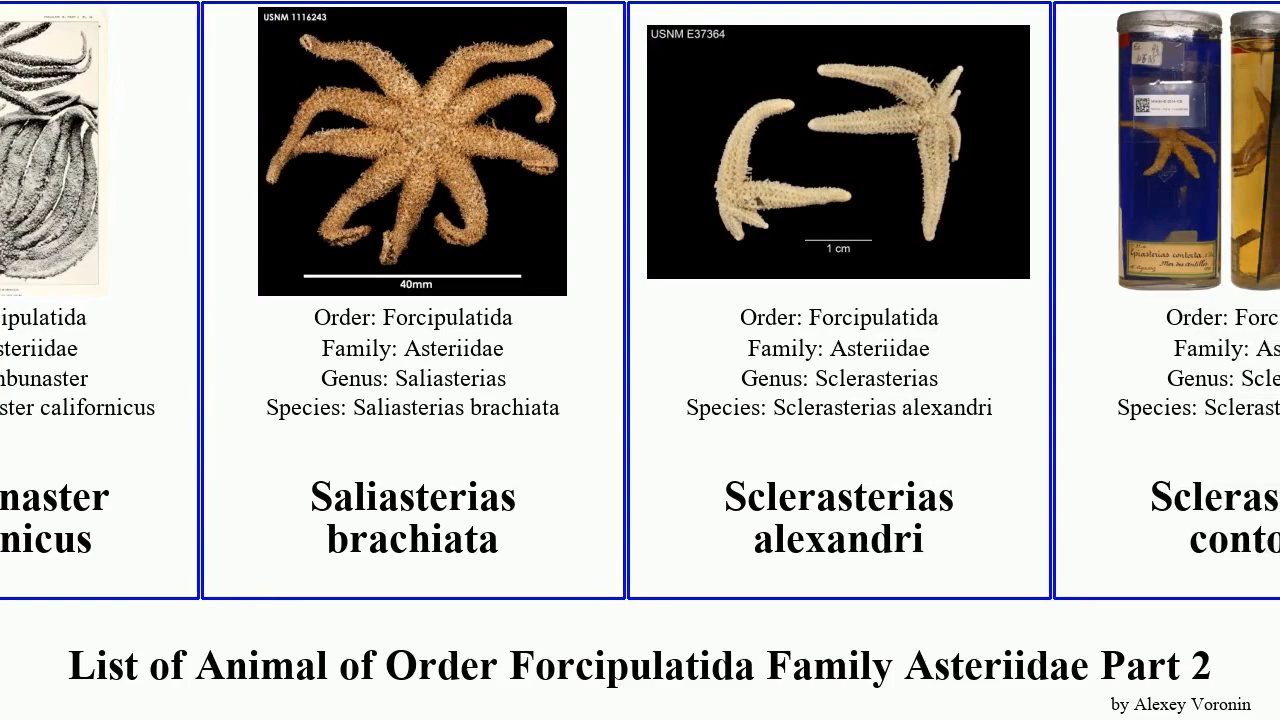 ipulatida
steriidae
nbunaster
ster californicus
naster
nicus
USNM 1116243
40mm
Order: Forcipulatida
Family: Asteriidae
Genus: Saliasterias
Species: Saliasterias brachiata
Saliasterias
brachiata
USNM E37364
1 cm
Order: Forcipulatida
Family: Asteriidae
Genus: Sclerasterias
Species: Sclerasterias alexandri
Sclerasterias
alexandri
Order: Forc
Family: As
Genus: Scle
Species: Sclerast
Scleras
conto
List of Animal of Order Forcipulatida Family Asteriidae Part 2
by Alexey Voronin